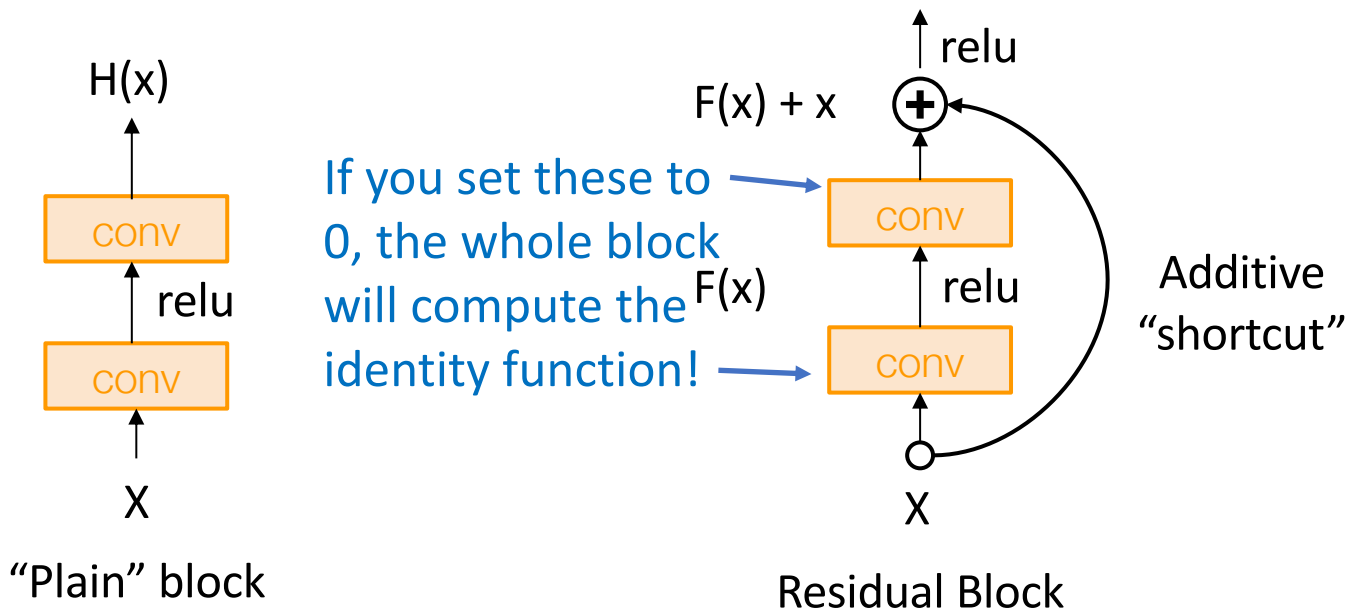 H(x)
conv
relu
conv
X
“Plain” block
If you set these to
0, the whole block
will compute the
identity function!
relu
F(x) + x
+
conv
F(x)
relu
conv
X
Additive
“shortcut”
Residual Block